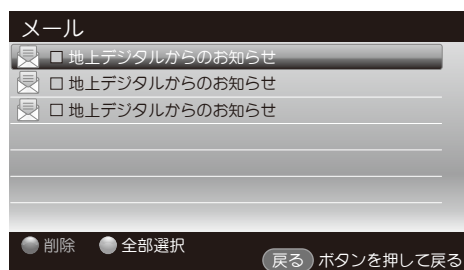 メール
□ 地上デジタルからのお知らせ
□ 地上デジタルからのお知らせ
□ 地上デジタルからのお知らせ
削除 全部選択
戻る ボタンを押して戻る